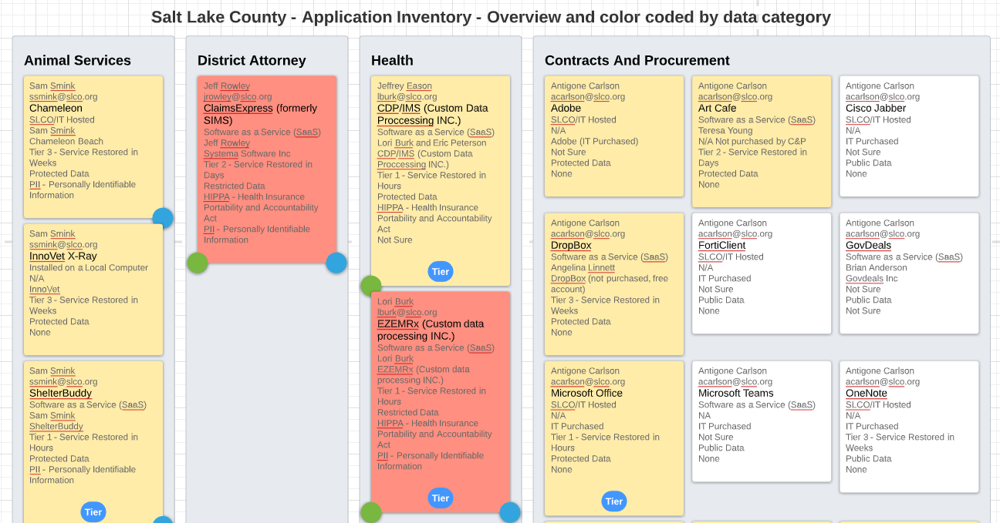 Salt Lake County - Application Inventory - Overview and color coded by data category
Animal Services
Sam Smink
ssmink@slco.org
Chameleon
SLCO/IT Hosted
Sam Smink
Chameleon Beach
Tier 3 - Service Restored in
Weeks
Protected Data
PII - Personally Identifiable
Information
Sam Smink
ssmink@slco.org
InnoVet X-Ray
Installed on a Local Computer
N/A
InnoVet
Tier 3 - Service Restored in
Weeks
Protected Data
None
Sam Smink
ssmink@slco.org
ShelterBuddy
Software as a Service (SaaS)
Sam Smink
ShelterBuddy
Tier 1 - Service Restored in
Hours
Protected Data
PII - Personally Identifiable
Information
Tier
District Attorney
Jeff Rowley
jrowley@slco.org
ClaimsExpress (formerly
SIMS)
Software as a Service (SaaS)
Jeff Rowley
Systema Software Inc
Tier 2 - Service Restored in
Days
Restricted Data
HIPPA - Health Insurance
Portability and Accountability
Act
PII - Personally Identifiable
Information
Health
Jeffrey Eason
lburk@slco.org
CDP/IMS (Custom Data
Proccessing INC.)
Software as a Service (SaaS)
Lori Burk and Eric Peterson
CDP/IMS (Custom Data
Proccessing INC.)
Tier 1 - Service Restored in
Hours
Protected Data
HIPPA - Health Insurance
Portability and Accountability
Act
Not Sure
Tier
Lori Burk
lburk@slco.org
EZEMRx (Custom data
processing INC.)
Software as a Service (SaaS)
Lori Burk
EZEMRx (Custom data
processing INC.)
Tier 1 - Service Restored in
Hours
Restricted Data
HIPPA - Health Insurance
Portability and Accountability
Act
PII - Personally Identifiable
Information
Tier
Contracts And Procurement
Antigone Carlson
acarlson@slco.org
Adobe
SLCO/IT Hosted
N/A
Adobe (IT Purchased)
Not Sure
Protected Data
None
Antigone Carlson
acarlson@slco.org
Art Cafe
Software as a Service (SaaS)
Teresa Young
N/A Not purchased by C&P
Tier 2 - Service Restored in
Days
Protected Data
None
Antigone Carlson
acarlson@slco.org
Cisco Jabber
SLCO/IT Hosted
N/A
IT Purchased
Not Sure
Public Data
None
Antigone Carlson
acarlson@slco.org
DropBox
Software as a Service (SaaS)
Angelina Linnett
DropBox (not purchased, free
account)
Tier 3 - Service Restored in
Weeks
Protected Data
None
Antigone Carlson
acarlson@slco.org
FortiClient
SLCO/IT Hosted
N/A
IT Purchased
Not Sure
Public Data
None
Antigone Carlson
acarlson@slco.org
GovDeals
Software as a Service (SaaS)
Brian Anderson
Govdeals Inc
Not Sure
Public Data
Not Sure
Antigone Carlson
acarlson@slco.org
Microsoft Office
SLCO/IT Hosted
N/A
IT Purchased
Tier 1 - Service Restored in
Hours
Protected Data
None
Tier
Antigone Carlson
acarlson@slco.org
Microsoft Teams
Software as a Service (SaaS)
NA
IT Purchased
Not Sure
Public Data
None
Antigone Carlson
acarlson@slco.org
OneNote
SLCO/IT Hosted
N/A
IT Purchased
Tier 3 - Service Restored in
Weeks
Public Data
None